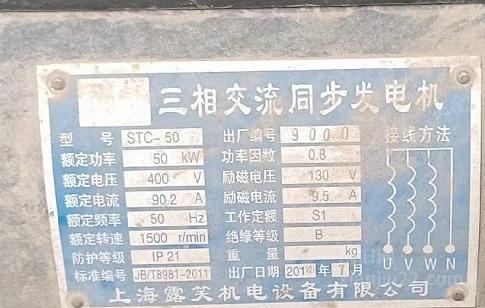 三相交流同步发电机
型 号 STC-50 出厂编号 9000 接线方法
额定功率 50 kW 功率因数 0.8
额定电压 400 V 励磁电压 130 V
额定电流 90.2 A 励磁电流 9.5 A
额定频率 50 Hz 工作定额 S1
额定转速 1500 r/min 绝缘等级 B
防护等级 IP 21 重 量 kg
标准编号 JB/T8981-2011 出厂日期 2014 年 7 月
U V W N
上海露芙机电设备有限公司